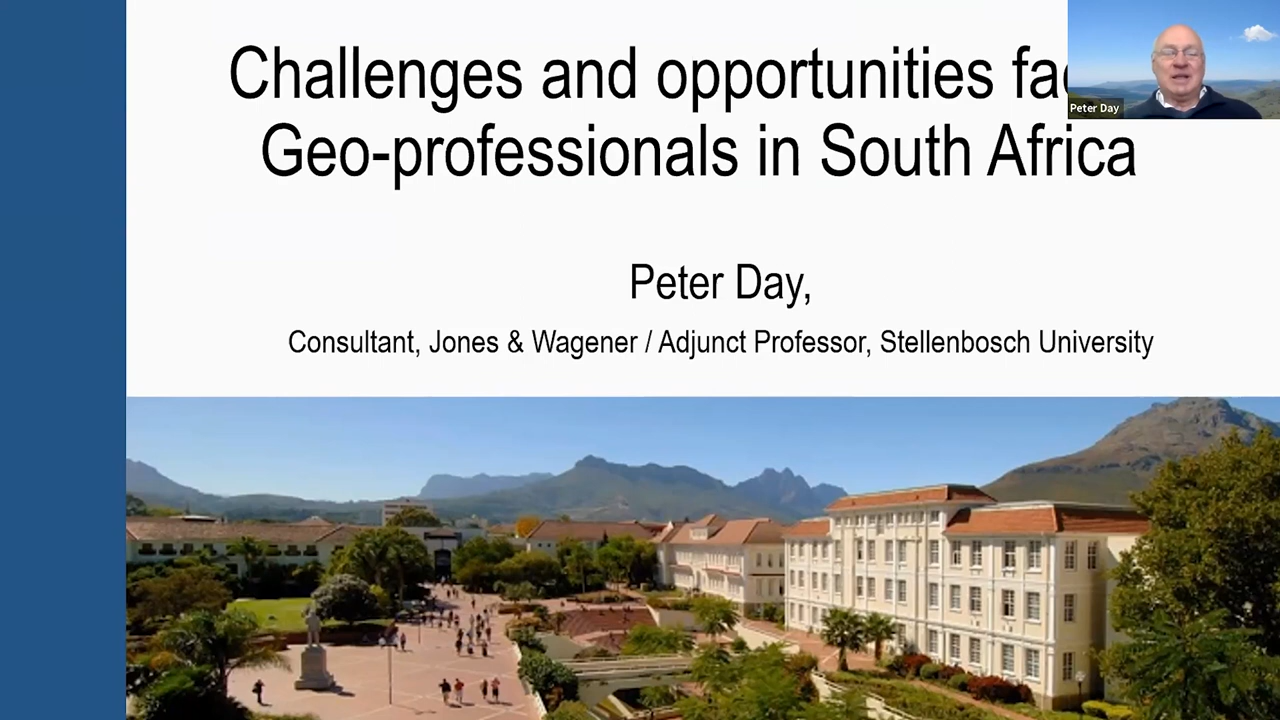 Challenges and opportunities
Geo-professionals in South Africa
Peter Day,
Consultant, Jones & Wagener / Adjunct Professor, Stellenbosch University
Peter Day